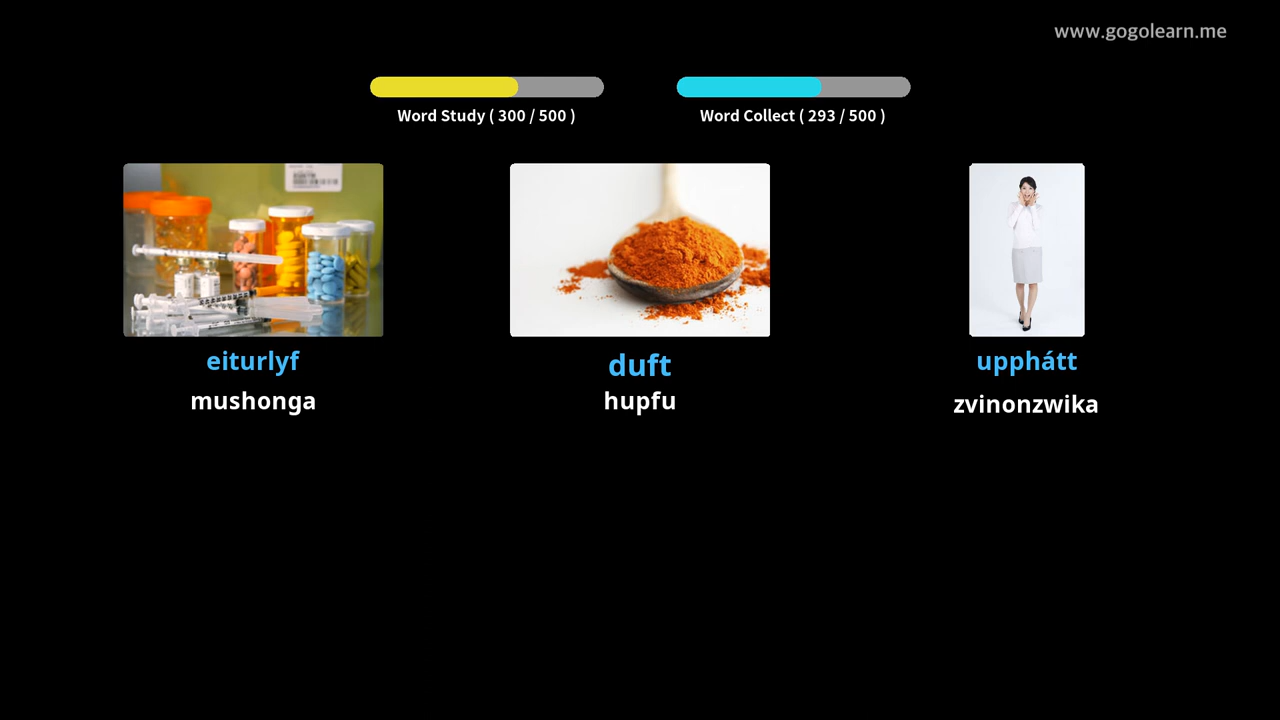 www.gogolearn.me
Word Study ( 300 / 500 )
Word Collect ( 293 / 500 )
eiturlyf
duft
upphátt
mushonga
hupfu
zvinonzwika